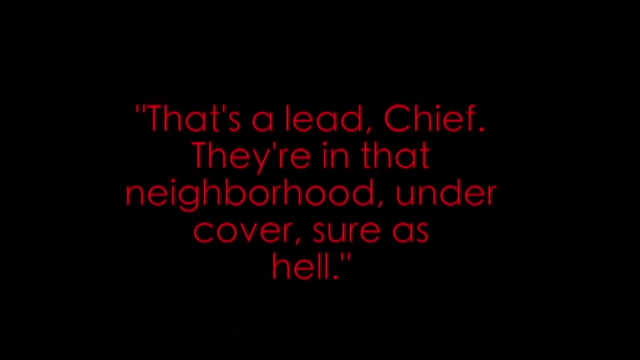 "That's a lead, Chief.
They're in that
neighborhood, under
cover, sure as
hell."